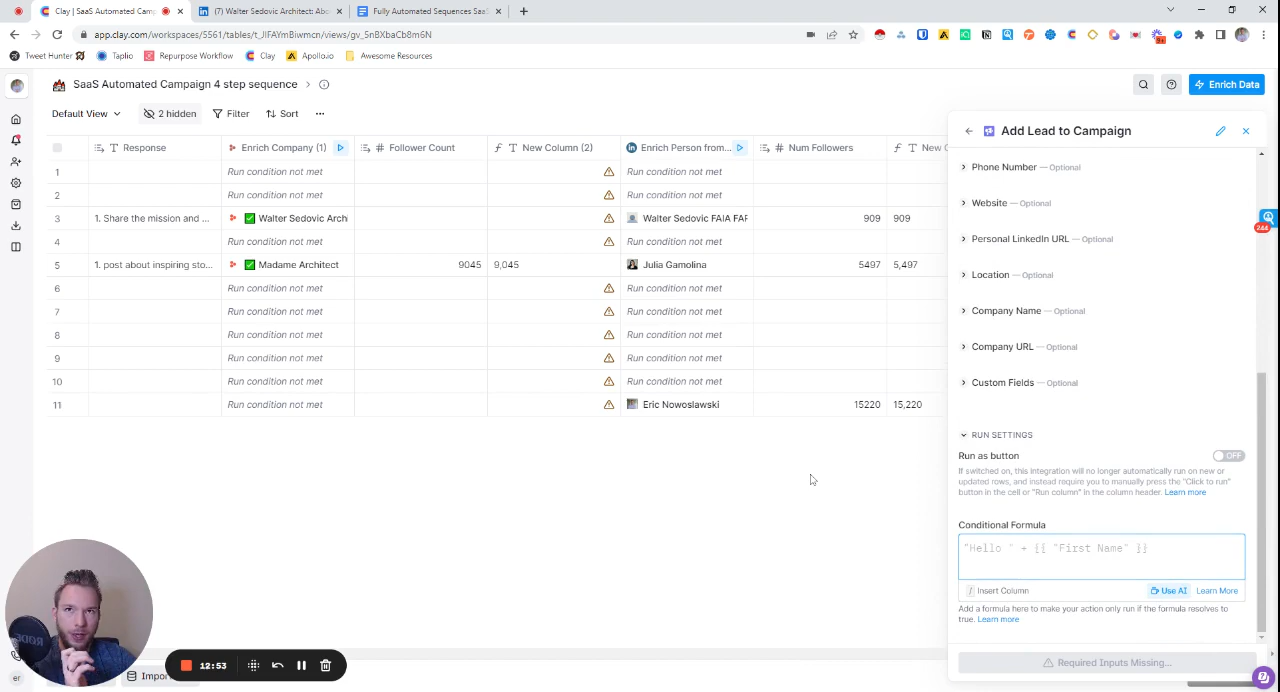 Clay | SaaS Automated Camp
(7) Walter Sedovic Architect: Abo
Fully Automated Sequences SaaS
app.clay.com/workspaces/5561/tables/t_JIFAYmBiwmcn/views/gv_5nBXbaCb8m6N
Tweet Hunter
Taplio
Repurpose Workflow
Clay
Apollo.io
Awesome Resources
SaaS Automated Campaign 4 step sequence
Enrich Data
Default View
2 hidden
Filter
Sort
Add Lead to Campaign
Response
Enrich Company (1)
Follower Count
New Column (2)
Enrich Person from...
Num Followers
New C
1 Run condition not met Run condition not met
2 Run condition not met Run condition not met
3 1. Share the mission and ... Walter Sedovic Archi Walter Sedovic FAIA FAP 909 909
4 Run condition not met Run condition not met
5 1. post about inspiring sto... Madame Architect 9045 9,045 Julia Gamolina 5497 5,497
6 Run condition not met Run condition not met
7 Run condition not met Run condition not met
8 Run condition not met Run condition not met
9 Run condition not met Run condition not met
10 Run condition not met Run condition not met
11 Run condition not met Eric Nowoslawski 15220 15,220
Phone Number — Optional
Website — Optional
Personal LinkedIn URL — Optional
244
Location — Optional
Company Name — Optional
Company URL — Optional
Custom Fields — Optional
RUN SETTINGS
Run as button
OFF
If switched on, this integration will no longer automatically run on new or
updated rows, and instead require you to manually press the "Click to run"
button in the cell or "Run column" in the column header. Learn more
Conditional Formula
"Hello " + {{ "First Name" }}
Insert Column
Use AI
Learn More
Add a formula here to make your action only run if the formula resolves to
true. Learn more
Required Inputs Missing...
RODE
12:53
Impor
er